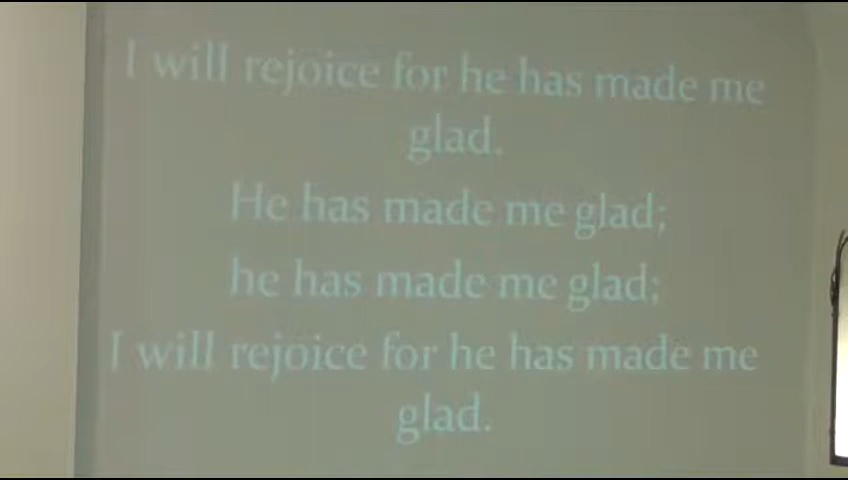 I will rejoice for he has made me
glad.
He has made me glad;
he has made me glad;
I will rejoice for he has made me
glad.